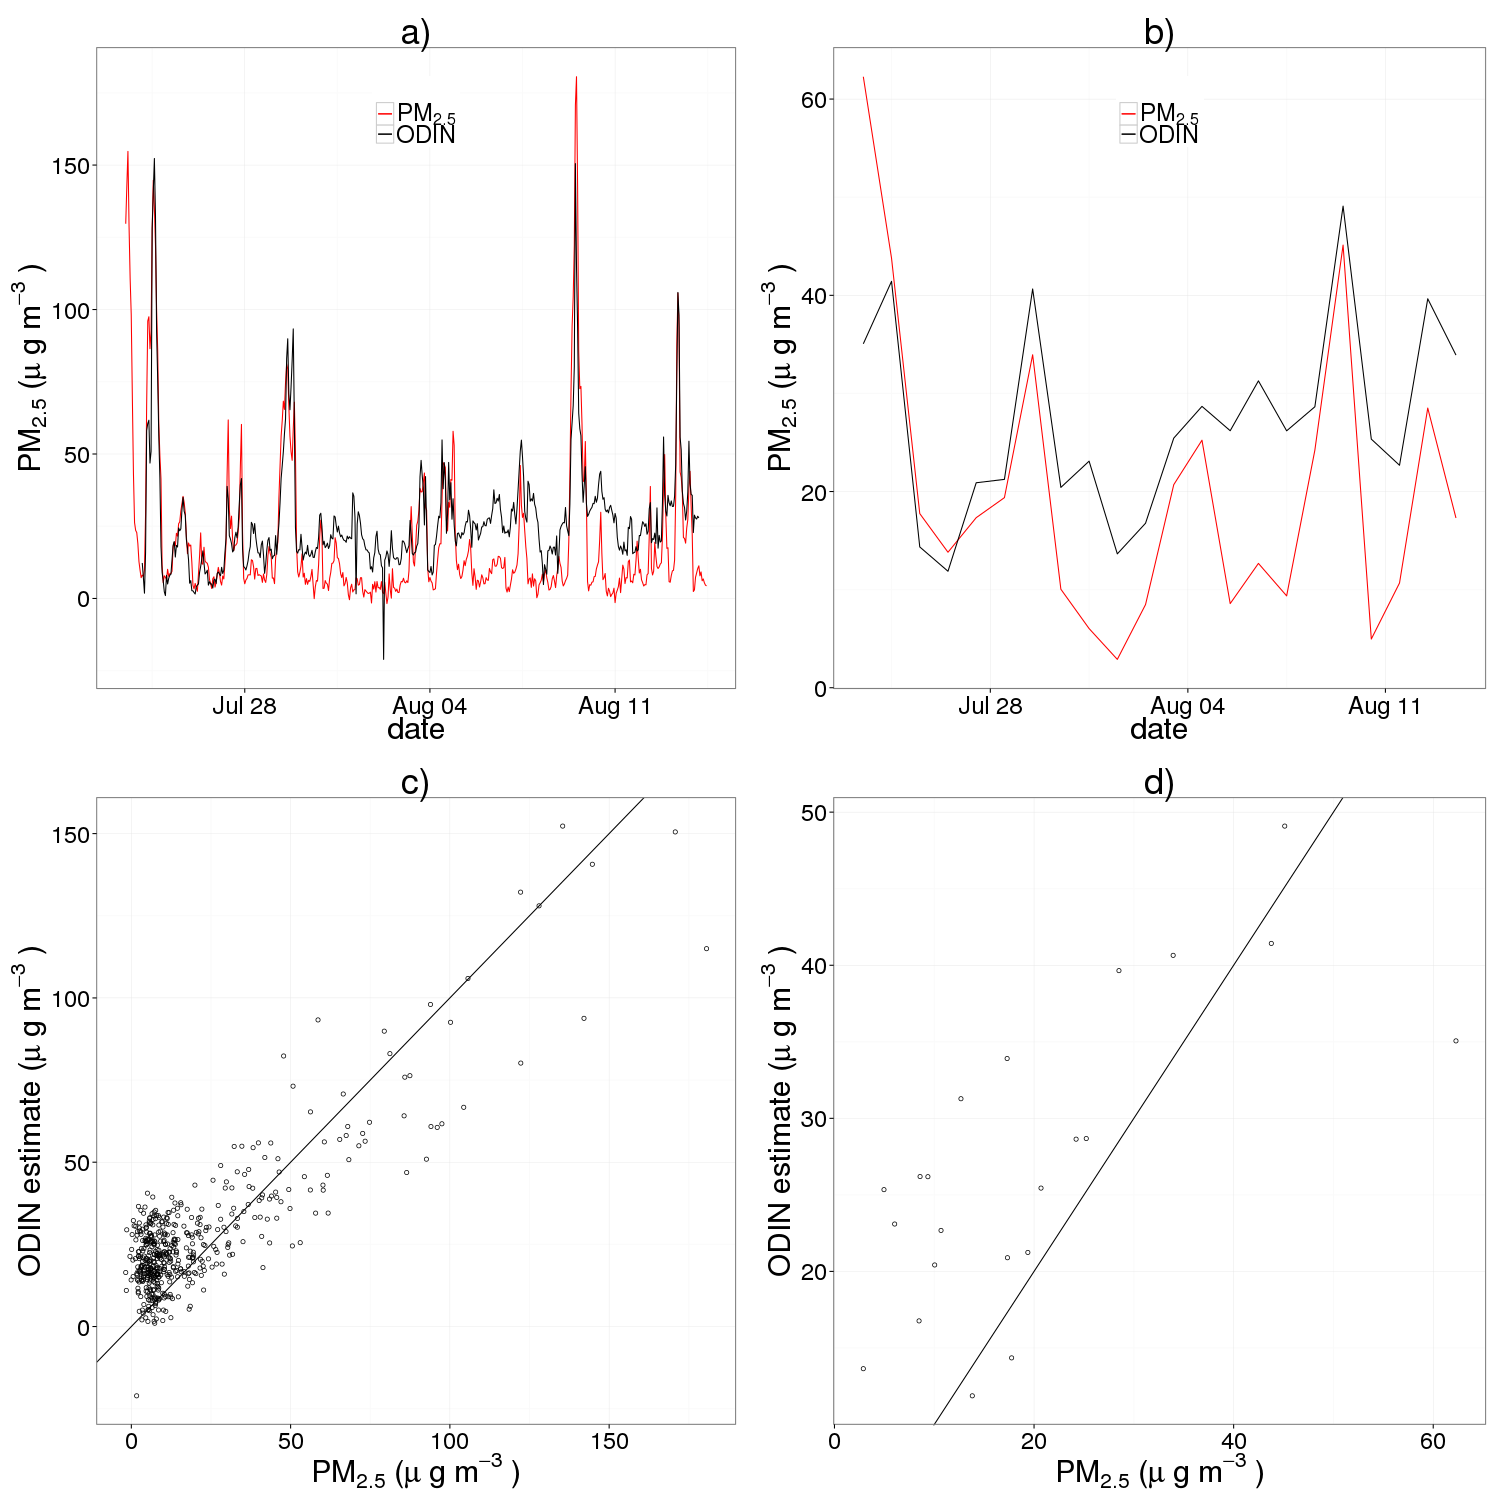 a)
PM2.5
ODIN
150
100
50
0
PM2.5 (μ g m−3 )
Jul 28
Aug 04
Aug 11
date
b)
PM2.5
ODIN
60
40
20
0
PM2.5 (μ g m−3 )
Jul 28
Aug 04
Aug 11
date
c)
150
100
50
0
ODIN estimate (μ g m−3 )
0
50
100
150
PM2.5 (μ g m−3 )
d)
50
40
30
20
ODIN estimate (μ g m−3 )
0
20
40
60
PM2.5 (μ g m−3 )